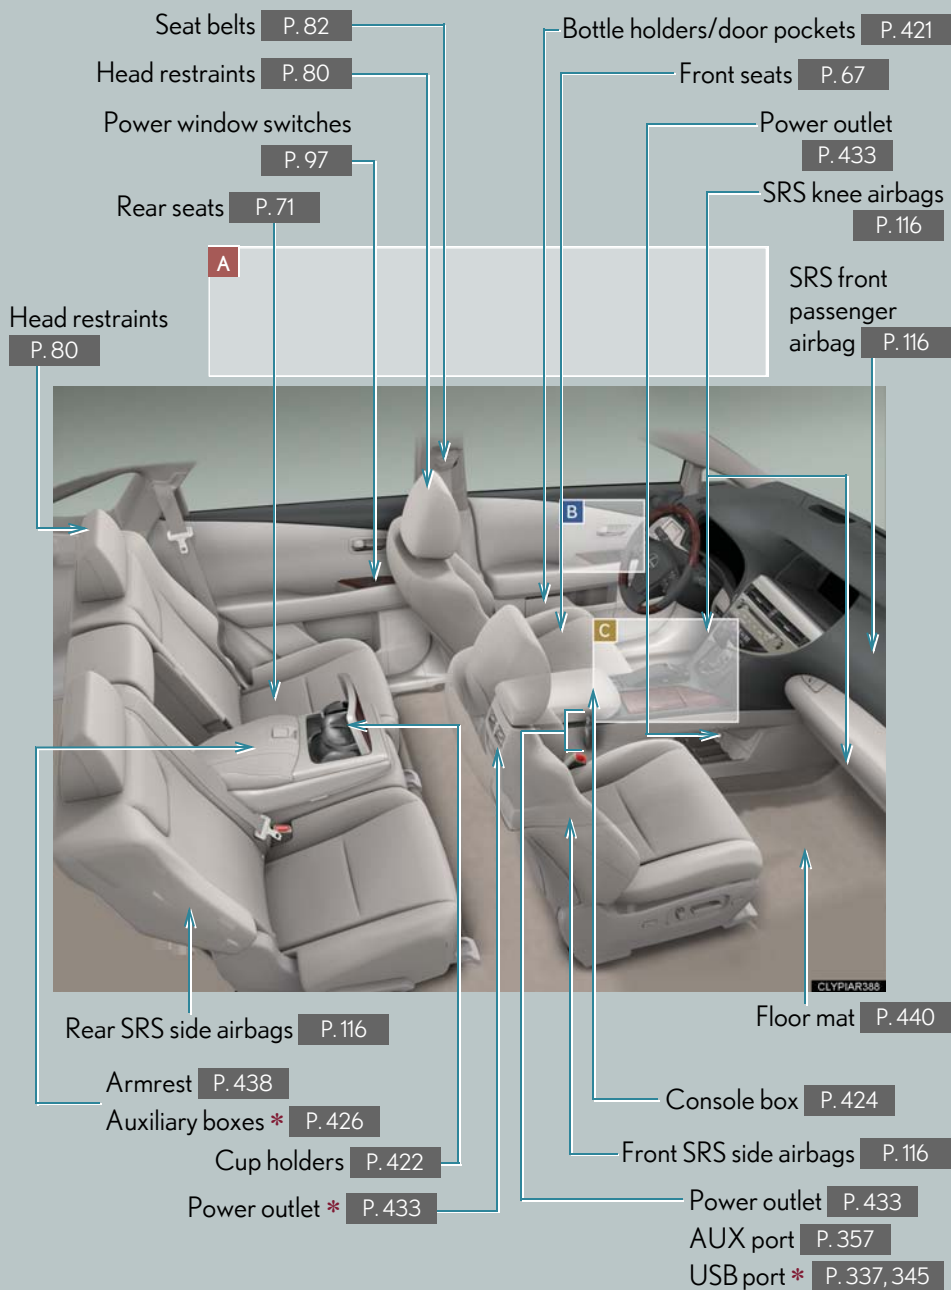 Seat belts P. 82
Bottle holders/door pockets P. 421
Head restraints P. 80
Front seats P. 67
Power window switches
P. 97
Power outlet
P. 433
Rear seats P. 71
SRS knee airbags
P. 116
A
SRS front
passenger
airbag P. 116
Head restraints
P. 80
B
C
CLYPIAR388
Rear SRS side airbags P. 116
Floor mat P. 440
Armrest P. 438
Auxiliary boxes * P. 426
Console box P. 424
Cup holders P. 422
Front SRS side airbags P. 116
Power outlet * P. 433
Power outlet P. 433
AUX port P. 357
USB port * P. 337, 345